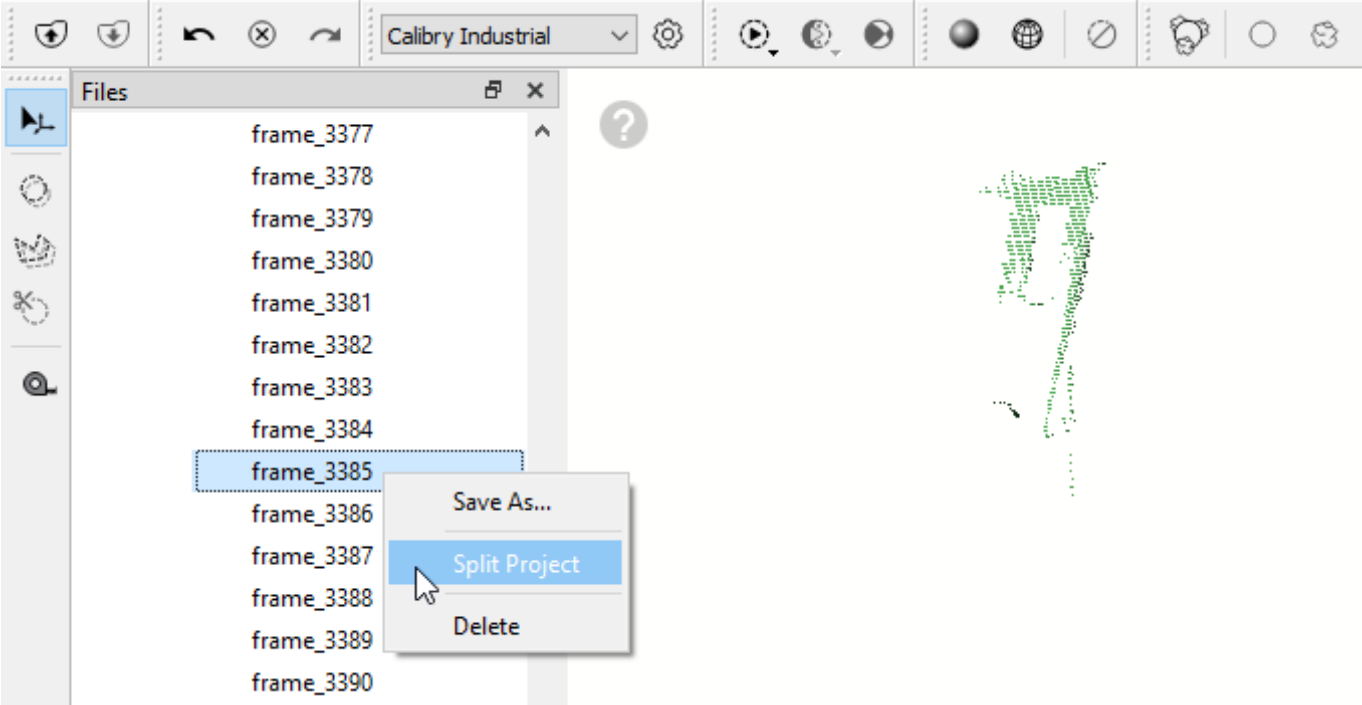 Calibry Industrial
Files
?
frame_3377
frame_3378
frame_3379
frame_3380
frame_3381
frame_3382
frame_3383
frame_3384
frame_3385
Save As...
frame_3386
frame_3387
Split Project
frame_3388
frame_3389
Delete
frame_3390